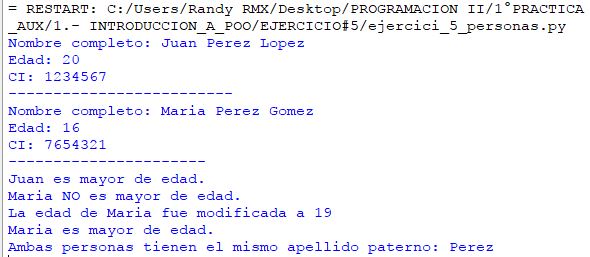 = RESTART: C:/Users/Randy RMX/Desktop/PROGRAMACION II/1°PRACTICA
_AUX/1.- INTRODUCCION_A_POO/EJERCICIO#5/ejercici_5_personas.py
Nombre completo: Juan Perez Lopez
Edad: 20
CI: 1234567
-------------------------
Nombre completo: Maria Perez Gomez
Edad: 16
CI: 7654321
----------------------
Juan es mayor de edad.
Maria NO es mayor de edad.
La edad de Maria fue modificada a 19
Maria es mayor de edad.
Ambas personas tienen el mismo apellido paterno: Perez